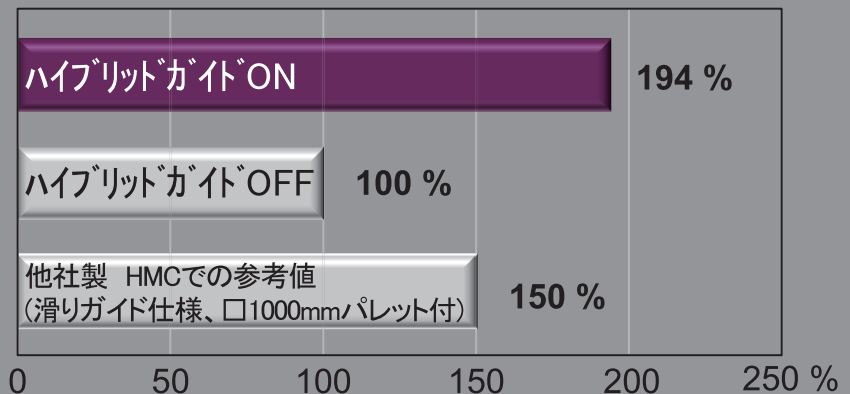 ﾊｲﾌﾞﾘｯﾄﾞｶﾞｲﾄﾞON
194 %
ﾊｲﾌﾞﾘｯﾄﾞｶﾞｲﾄﾞOFF
100 %
他社製　HMCでの参考値
(滑りガイド仕様、□1000mmパレット付)
150 %
0 50 100 150 200 250 %